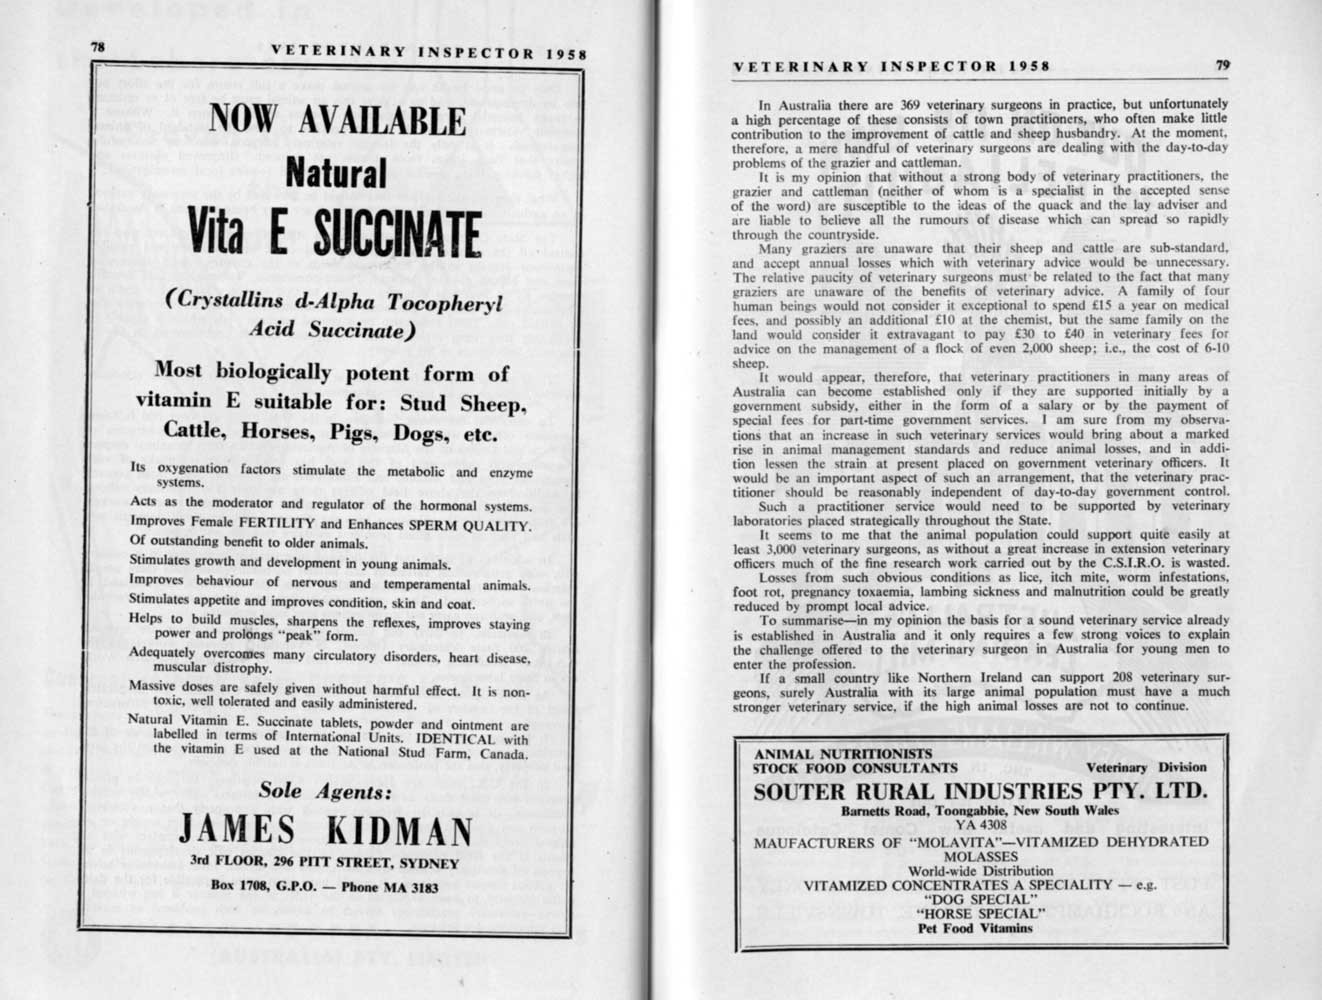 78
VETERINARY INSPECTOR 1958
NOW AVAILABLE
Natural
Vita E SUCCINATE
(Crystallins d-Alpha Tocopheryl
Acid Succinate)
Most biologically potent form of
vitamin E suitable for: Stud Sheep,
Cattle, Horses, Pigs, Dogs, etc.
Its oxygenation factors stimulate the metabolic and enzyme
systems.
Acts as the moderator and regulator of the hormonal systems.
Improves Female FERTILITY and Enhances SPERM QUALITY.
Of outstanding benefit to older animals.
Stimulates growth and development in young animals.
Improves behaviour of nervous and temperamental animals.
Stimulates appetite and improves condition, skin and coat.
Helps to build muscles, sharpens the reflexes, improves staying
power and prolongs "peak" form.
Adequately overcomes many circulatory disorders, heart disease,
muscular distrophy.
Massive doses are safely given without harmful effect. It is non-
toxic, well tolerated and easily administered.
Natural Vitamin E. Succinate tablets, powder and ointment are
labelled in terms of International Units. IDENTICAL with
the vitamin E used at the National Stud Farm, Canada.
Sole Agents:
JAMES KIDMAN
3rd FLOOR, 296 PITT STREET, SYDNEY
Box 1708, G.P.O. — Phone MA 3183
VETERINARY INSPECTOR 1958
79
In Australia there are 369 veterinary surgeons in practice, but unfortunately
a high percentage of these consists of town practitioners, who often make little
contribution to the improvement of cattle and sheep husbandry. At the moment,
therefore, a mere handful of veterinary surgeons are dealing with the day-to-day
problems of the grazier and cattleman.
It is my opinion that without a strong body of veterinary practitioners, the
grazier and cattleman (neither of whom is a specialist in the accepted sense
of the word) are susceptible to the ideas of the quack and the lay adviser and
are liable to believe all the rumours of disease which can spread so rapidly
through the countryside.
Many graziers are unaware that their sheep and cattle are sub-standard,
and accept annual losses which with veterinary advice would be unnecessary.
The relative paucity of veterinary surgeons must be related to the fact that many
graziers are unaware of the benefits of veterinary advice. A family of four
human beings would not consider it exceptional to spend £15 a year on medical
fees, and possibly an additional £10 at the chemist, but the same family on the
land would consider it extravagant to pay £30 to £40 in veterinary fees for
advice on the management of a flock of even 2,000 sheep; i.e., the cost of 6-10
sheep.
It would appear, therefore, that veterinary practitioners in many areas of
Australia can become established only if they are supported initially by a
government subsidy, either in the form of a salary or by the payment of
special fees for part-time government services. I am sure from my observa-
tions that an increase in such veterinary services would bring about a marked
rise in animal management standards and reduce animal losses, and in addi-
tion lessen the strain at present placed on government veterinary officers. It
would be an important aspect of such an arrangement, that the veterinary prac-
titioner should be reasonably independent of day-to-day government control.
Such a practitioner service would need to be supported by veterinary
laboratories placed strategically throughout the State.
It seems to me that the animal population could support quite easily at
least 3,000 veterinary surgeons, as without a great increase in extension veterinary
officers much of the fine research work carried out by the C.S.I.R.O. is wasted.
Losses from such obvious conditions as lice, itch mite, worm infestations,
foot rot, pregnancy toxaemia, lambing sickness and malnutrition could be greatly
reduced by prompt local advice.
To summarise—in my opinion the basis for a sound veterinary service already
is established in Australia and it only requires a few strong voices to explain
the challenge offered to the veterinary surgeon in Australia for young men to
enter the profession.
If a small country like Northern Ireland can support 208 veterinary sur-
geons, surely Australia with its large animal population must have a much
stronger veterinary service, if the high animal losses are not to continue.
ANIMAL NUTRITIONISTS
STOCK FOOD CONSULTANTS Veterinary Division
SOUTER RURAL INDUSTRIES PTY. LTD.
Barnetts Road, Toongabbie, New South Wales
YA 4308
MAUFACTURERS OF "MOLAVITA"—VITAMIZED DEHYDRATED
MOLASSES
World-wide Distribution
VITAMIZED CONCENTRATES A SPECIALITY — e.g.
"DOG SPECIAL"
"HORSE SPECIAL"
Pet Food Vitamins